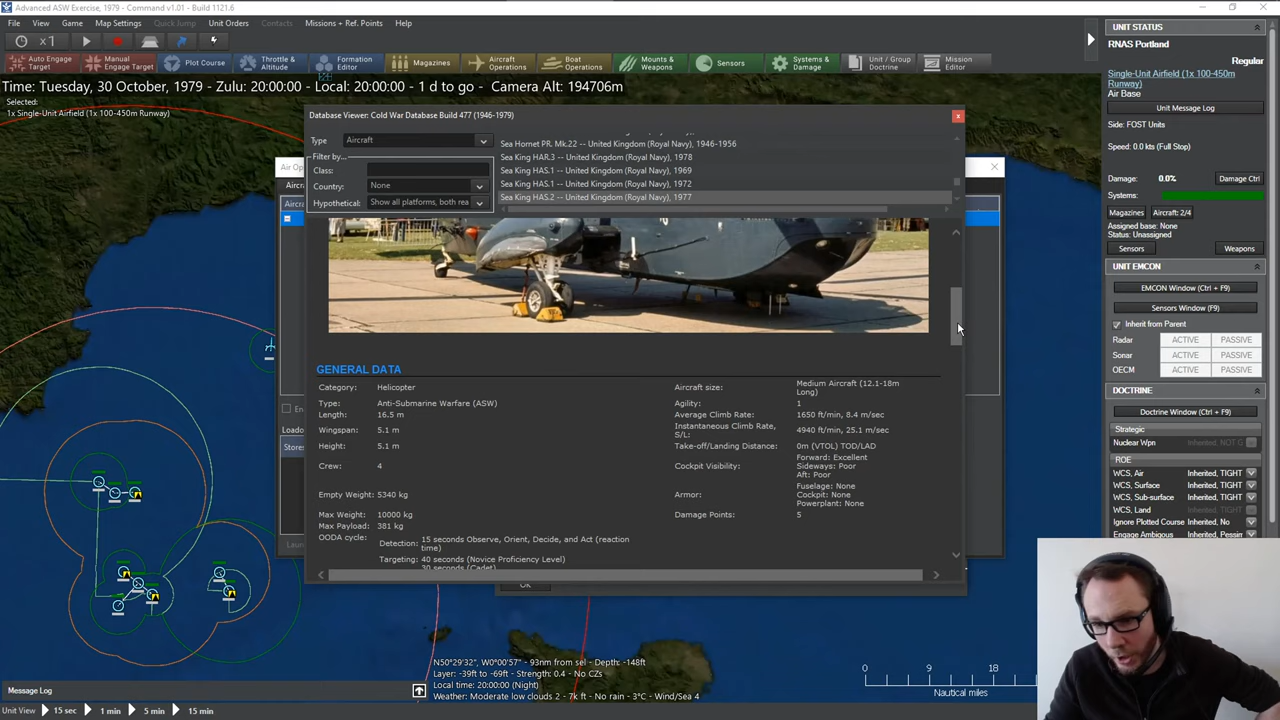 Advanced ASW Exercise, 1979 - Command v1.01 - Build 1121.6
File View Game Map Settings Quick Jump Unit Orders Contacts Missions + Ref. Points Help
x1
Auto Engage Target
Manual Engage Target
Plot Course
Throttle & Altitude
Formation Editor
Magazines
Aircraft Operations
Boat Operations
Mounts & Weapons
Sensors
Systems & Damage
Unit / Group Doctrine
Mission Editor
Time: Tuesday, 30 October, 1979 - Zulu: 20:00:00 - Local: 20:00:00 - 1 d to go - Camera Alt: 194706m
Selected:
1x Single-Unit Airfield (1x 100-450m Runway)
Database Viewer: Cold War Database Build 477 (1946-1979)
x
Type Aircraft
Filter by...
Class:
Country: None
Hypothetical: Show all platforms, both rea
Sea Hornet PR. Mk.22 -- United Kingdom (Royal Navy), 1946-1956
Sea King HAR.3 -- United Kingdom (Royal Navy), 1978
Sea King HAS.1 -- United Kingdom (Royal Navy), 1969
Sea King HAS.1 -- United Kingdom (Royal Navy), 1972
Sea King HAS.2 -- United Kingdom (Royal Navy), 1977
GENERAL DATA
Category: Helicopter
Type: Anti-Submarine Warfare (ASW)
Length: 16.5 m
Wingspan: 5.1 m
Height: 5.1 m
Crew: 4
Empty Weight: 5340 kg
Max Weight: 10000 kg
Max Payload: 381 kg
OODA cycle:
Detection: 15 seconds Observe, Orient, Decide, and Act (reaction time)
Targeting: 40 seconds (Novice Proficiency Level)
30 seconds (Cadet)
Aircraft size: Medium Aircraft (12.1-18m Long)
Agility: 1
Average Climb Rate: 1650 ft/min, 8.4 m/sec
Instantaneous Climb Rate, S/L: 4940 ft/min, 25.1 m/sec
Take-off/Landing Distance: 0m (VTOL) TOD/LAD
Cockpit Visibility: Forward: Excellent
Sideways: Poor
Aft: Poor
Armor: Fuselage: None
Cockpit: None
Powerplant: None
Damage Points: 5
Air Op
Aircra
Aircra
En
Loado
Stores
Laun
OK
UNIT STATUS
RNAS Portland
Regular
Single-Unit Airfield (1x 100-450m Runway)
Air Base
Unit Message Log
Side: FOST Units
Speed: 0.0 kts (Full Stop)
Damage: 0.0% Damage Ctrl
Systems:
Magazines Aircraft: 2/4
Assigned base: None
Status: Unassigned
Sensors Weapons
UNIT EMCON
EMCON Window (Ctrl + F9)
Sensors Window (F9)
Inherit from Parent
Radar ACTIVE PASSIVE
Sonar ACTIVE PASSIVE
OECM ACTIVE PASSIVE
DOCTRINE
Doctrine Window (Ctrl + F9)
Strategic
Nuclear Wpn Inherited, NOT G
ROE
WCS, Air Inherited, TIGHT
WCS, Surface Inherited, TIGHT
WCS, Sub-surface Inherited, TIGHT
WCS, Land Inherited, TIGHT
Ignore Plotted Course Inherited, No
Engage Ambiguous Inherited, Pessim
N50°29'32", W0°00'57" - 93nm from sel - Depth: -148ft
Layer: -39ft to -69ft - Strength: 0.4 - No CZs
Local time: 20:00:00 (Night)
Weather: Moderate low clouds 2 - 7k ft - No rain - 3°C - Wind/Sea 4
0 9 18
Nautical miles
Message Log
Unit View 15 sec 1 min 5 min 15 min